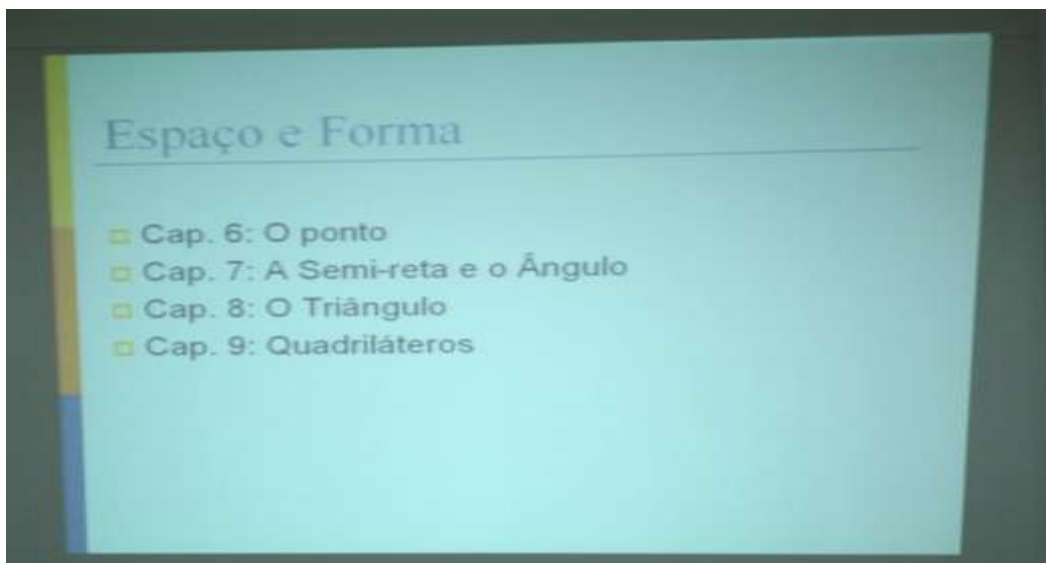 Espaço e Forma
Cap. 6: O ponto
Cap. 7: A Semi-reta e o Ângulo
Cap. 8: O Triângulo
Cap. 9: Quadriláteros